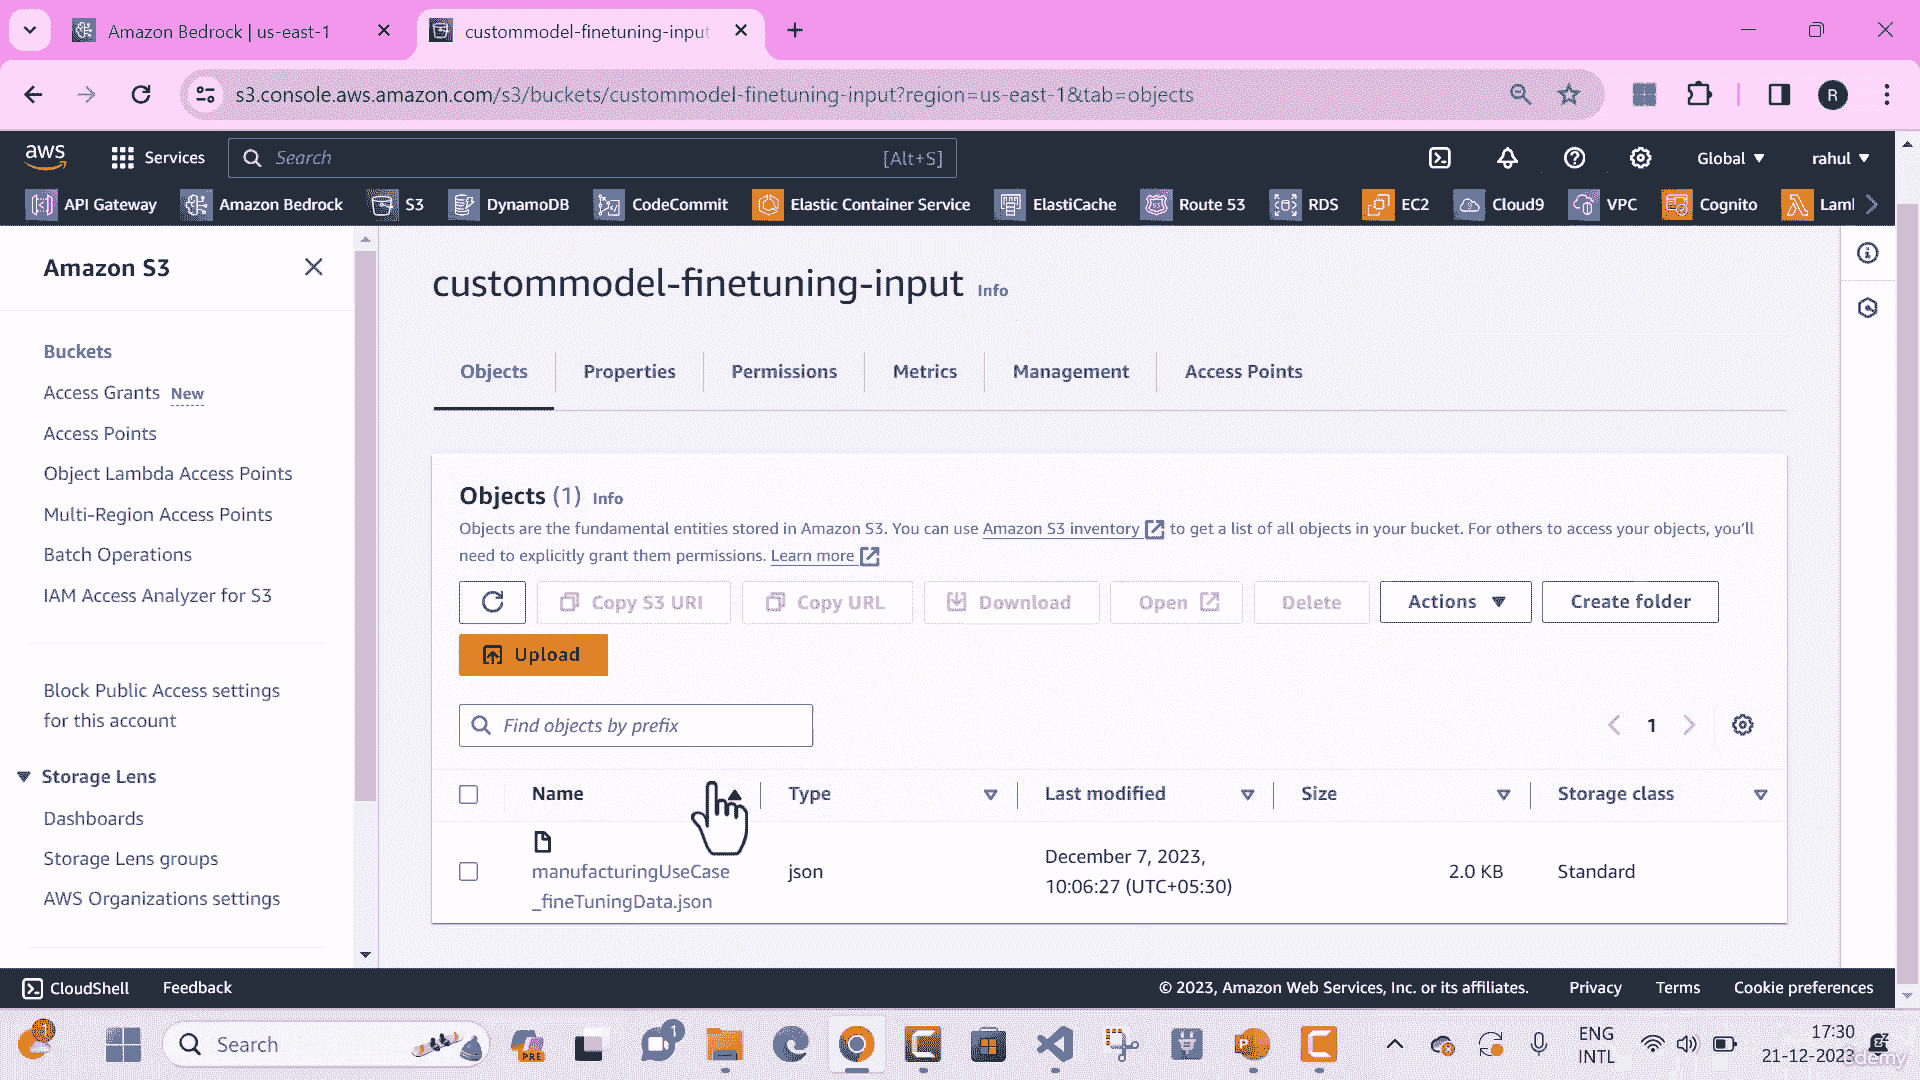 Amazon Bedrock | us-east-1
custommodel-finetuning-input
s3.console.aws.amazon.com/s3/buckets/custommodel-finetuning-input?region=us-east-1&tab=objects
R
aws
Services
Search
[Alt+S]
Global
rahul
API Gateway
Amazon Bedrock
S3
DynamoDB
CodeCommit
Elastic Container Service
ElastiCache
Route 53
RDS
EC2
Cloud9
VPC
Cognito
Laml
Amazon S3
Buckets
Access Grants New
Access Points
Object Lambda Access Points
Multi-Region Access Points
Batch Operations
IAM Access Analyzer for S3
Block Public Access settings
for this account
Storage Lens
Dashboards
Storage Lens groups
AWS Organizations settings
custommodel-finetuning-input Info
Objects
Properties
Permissions
Metrics
Management
Access Points
Objects (1) Info
Objects are the fundamental entities stored in Amazon S3. You can use Amazon S3 inventory to get a list of all objects in your bucket. For others to access your objects, you'll
need to explicitly grant them permissions. Learn more
Copy S3 URI
Copy URL
Download
Open
Delete
Actions
Create folder
Upload
Find objects by prefix
1
Name
Type
Last modified
Size
Storage class
manufacturingUseCase
_fineTuningData.json
json
December 7, 2023,
10:06:27 (UTC+05:30)
2.0 KB
Standard
CloudShell
Feedback
© 2023, Amazon Web Services, Inc. or its affiliates.
Privacy
Terms
Cookie preferences
1
Search
PRE
1
ENG
INTL
17:30
21-12-2023